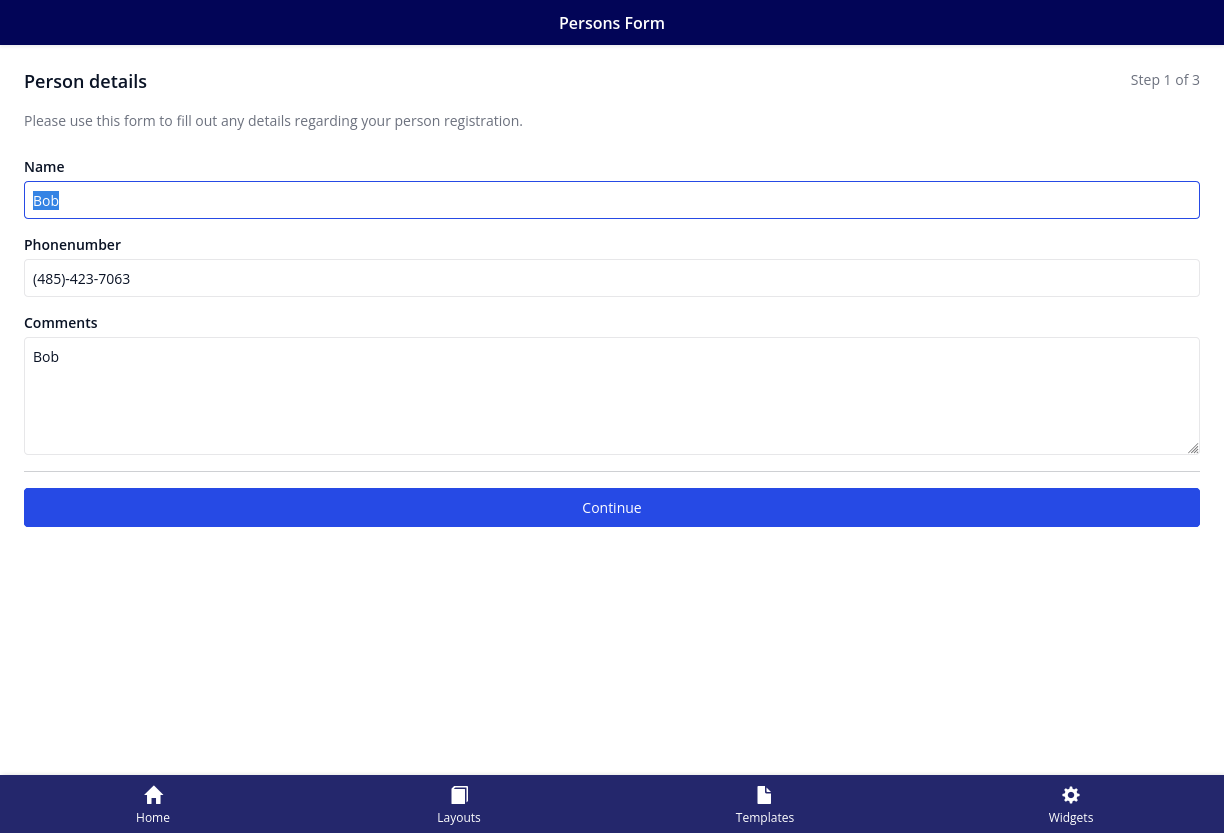 Persons Form
Person details
Step 1 of 3
Please use this form to fill out any details regarding your person registration.
Name
Bob
Phonenumber
(485)-423-7063
Comments
Bob
Continue
Home
Layouts
Templates
Widgets